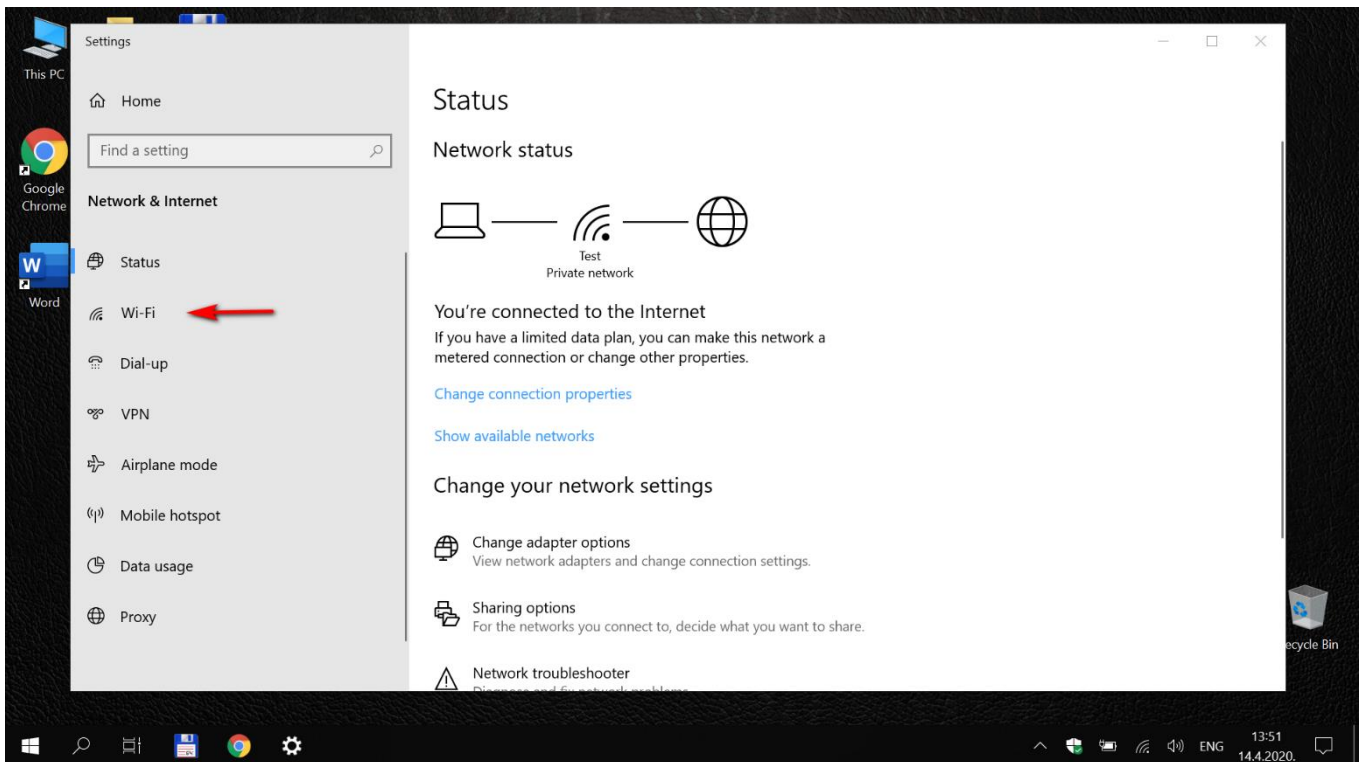 This PC
Google
Chrome
W
Word
Settings
Home
Find a setting
Network & Internet
Status
Wi-Fi
Dial-up
VPN
Airplane mode
Mobile hotspot
Data usage
Proxy
Status
Network status
Test
Private network
You're connected to the Internet
If you have a limited data plan, you can make this network a
metered connection or change other properties.
Change connection properties
Show available networks
Change your network settings
Change adapter options
View network adapters and change connection settings.
Sharing options
For the networks you connect to, decide what you want to share.
Network troubleshooter
Diagnose and fix network problems.
ecycle Bin
ENG
13:51
14.4.2020.